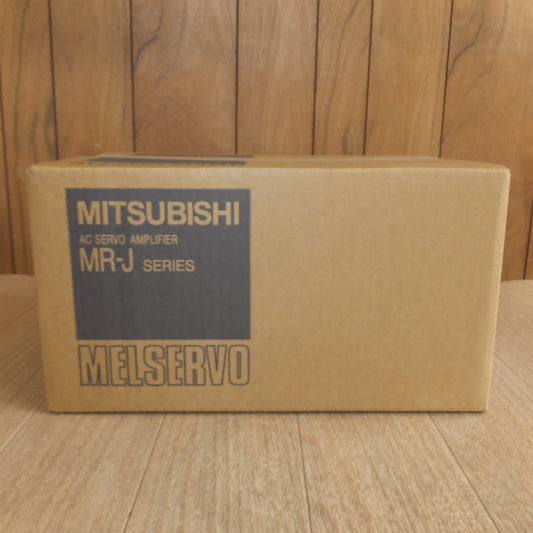 MITSUBISHI
AC SERVO AMPLIFIER
MR-J SERIES
MELSERVO